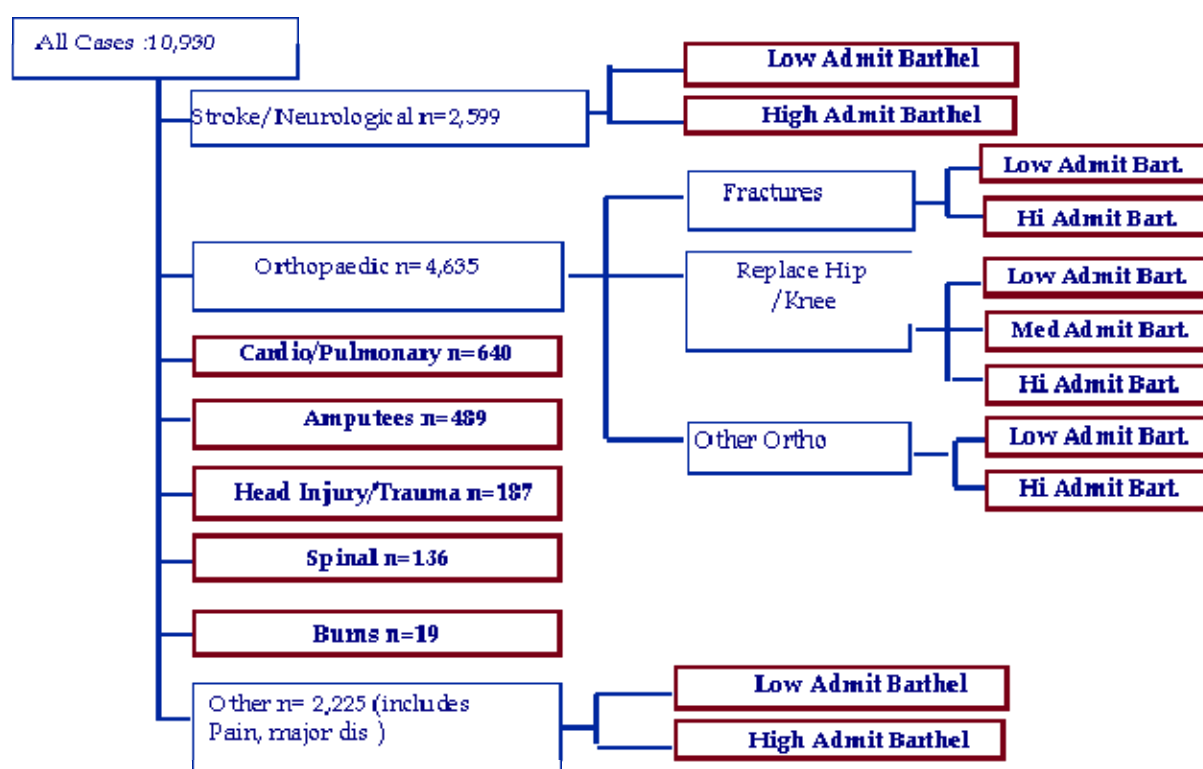 All Cases :10,930
Stroke/Neurological n=2,599
Low Admit Barthel
High Admit Barthel
Orthopaedic n=4,635
Fractures
Low Admit Bart.
Hi Admit Bart.
Replace Hip
/Knee
Low Admit Bart.
Med Admit Bart.
Hi Admit Bart.
Other Ortho
Low Admit Bart.
Hi Admit Bart.
Cardio/Pulmonary n=640
Amputees n=489
Head Injury/Trauma n=187
Spinal n=136
Burns n=19
Other n= 2,225 (includes
Pain, major dis )
Low Admit Barthel
High Admit Barthel